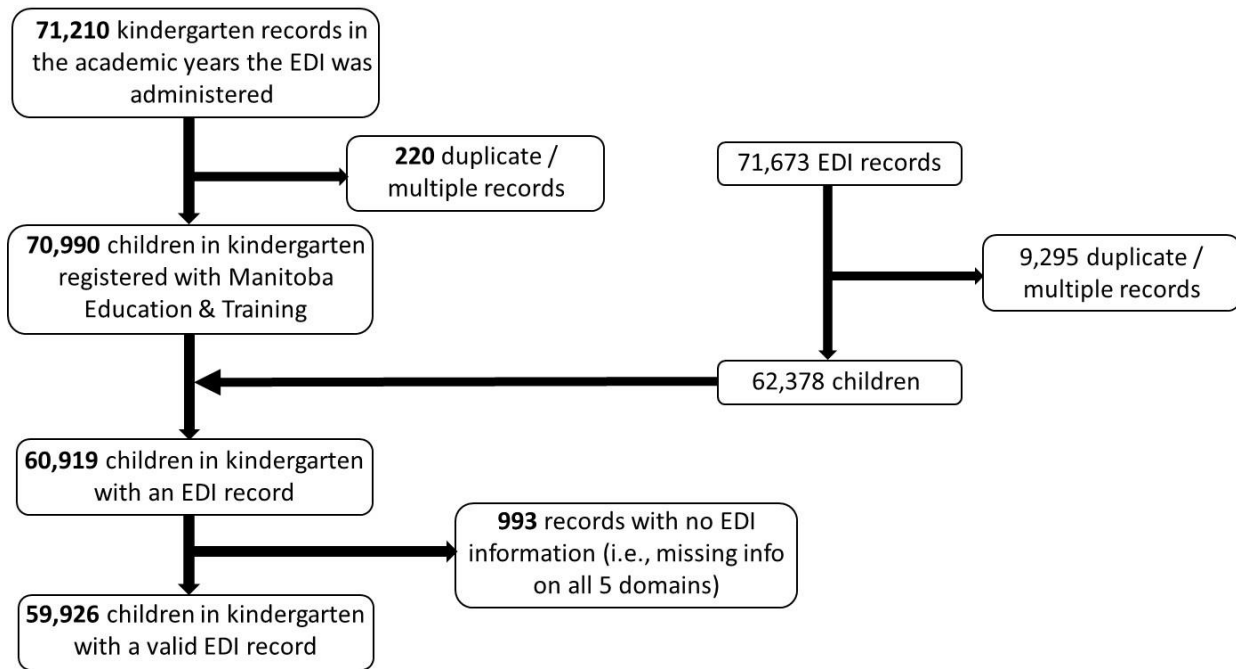 71,210 kindergarten records in
the academic years the EDI was
administered
220 duplicate /
multiple records
71,673 EDI records
70,990 children in kindergarten
registered with Manitoba
Education & Training
9,295 duplicate /
multiple records
62,378 children
60,919 children in kindergarten
with an EDI record
993 records with no EDI
information (i.e., missing info
on all 5 domains)
59,926 children in kindergarten
with a valid EDI record